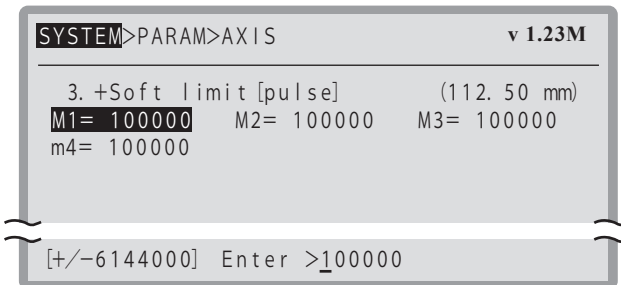 SYSTEM>PARAM>AXIS v 1.23M
3. +Soft limit[pulse] (112. 50 mm)
M1= 100000 M2= 100000 M3= 100000
m4= 100000
[+/-6144000] Enter >100000